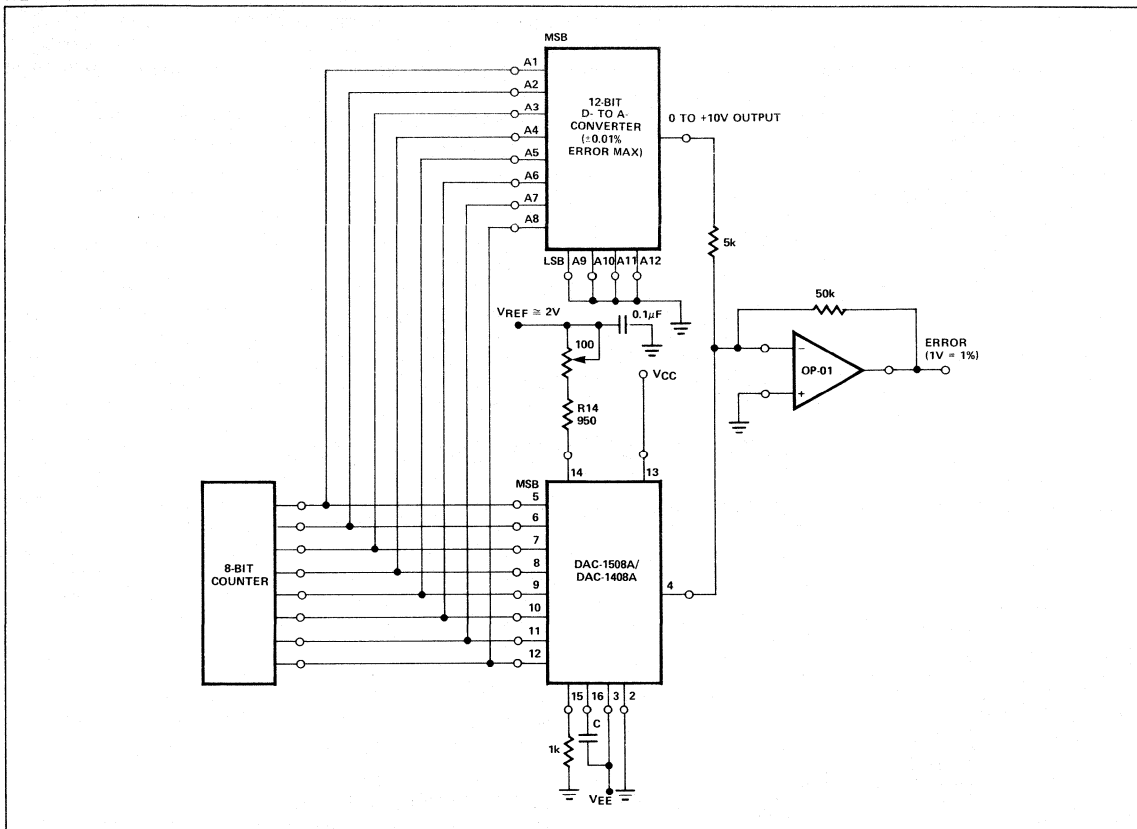 MSB
A1
A2
A3
A4
A5
A6
A7
A8
12-BIT
D- TO A-
CONVERTER
(±0.01%
ERROR MAX)
0 TO +10V OUTPUT
LSB A9 A10 A11 A12
5k
VREF ≅ 2V
0.1μF
100
R14
950
VCC
50k
OP-01
−
+
ERROR
(1V = 1%)
14
13
MSB
5
6
7
8
9
10
11
12
8-BIT
COUNTER
DAC-1508A/
DAC-1408A
4
15
16
3
2
1k
C
VEE